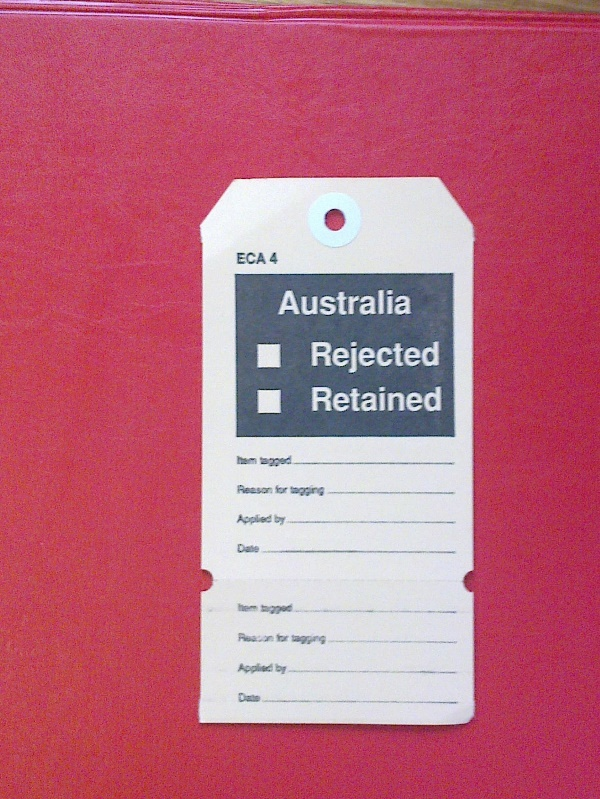 ECA 4
Australia
Rejected
Retained
Item tagged
Reason for tagging
Applied by
Date
Item tagged
Reason for tagging
Applied by
Date